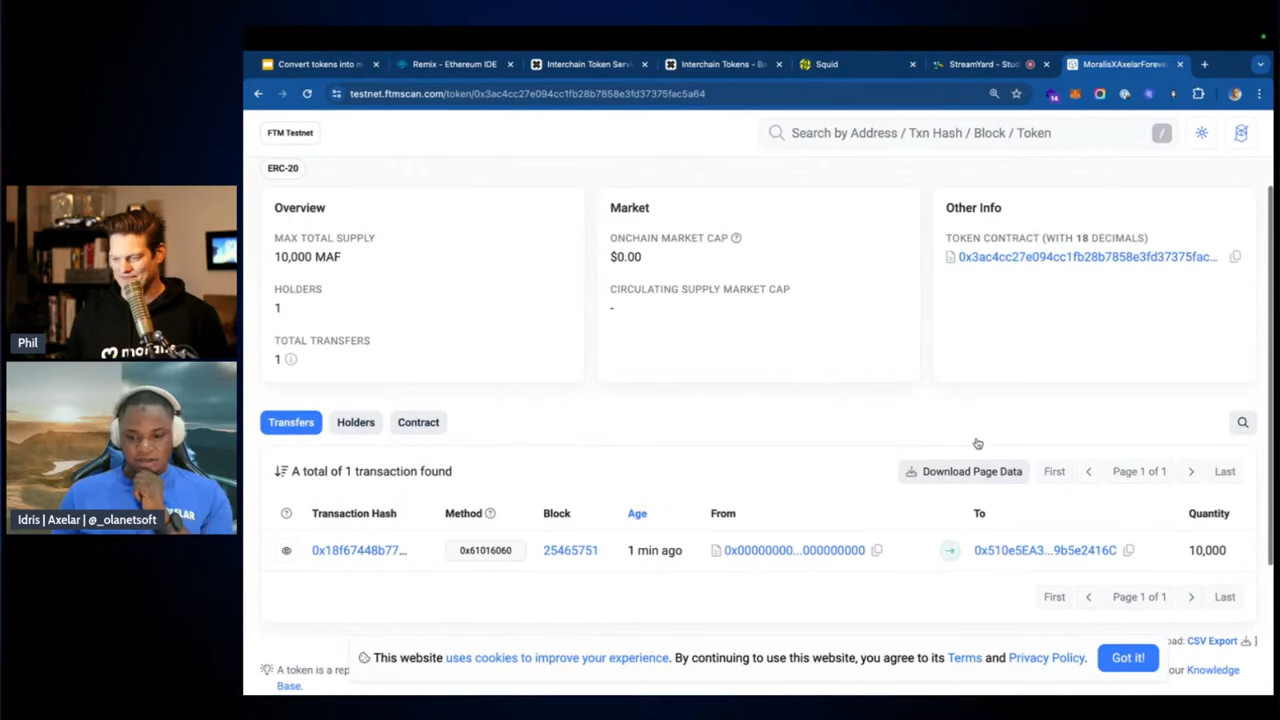 Convert tokens into m
Remix - Ethereum IDE
Interchain Token Serv
Interchain Tokens - Ba
Squid
StreamYard - Stud
MoralisXAxelarForeve
testnet.ftmscan.com/token/0x3ac4cc27e094cc1fb28b7858e3fd37375fac5a64
14
FTM Testnet
Search by Address / Txn Hash / Block / Token
/
ERC-20
Overview
MAX TOTAL SUPPLY
10,000 MAF
HOLDERS
1
TOTAL TRANSFERS
1
Market
ONCHAIN MARKET CAP
$0.00
CIRCULATING SUPPLY MARKET CAP
-
Other Info
TOKEN CONTRACT (WITH 18 DECIMALS)
0x3ac4cc27e094cc1fb28b7858e3fd37375fac...
Transfers Holders Contract
A total of 1 transaction found
Download Page Data First Page 1 of 1 Last
Transaction Hash Method Block Age From To Quantity
0x18f67448b77... 0x61016060 25465751 1 min ago 0x00000000...000000000 0x510e5EA3...9b5e2416C 10,000
First Page 1 of 1 Last
oad: CSV Export ]
A token is a rep
our Knowledge
Base.
This website uses cookies to improve your experience. By continuing to use this website, you agree to its Terms and Privacy Policy. Got it!
Phil
Idris | Axelar | @_olanetsoft